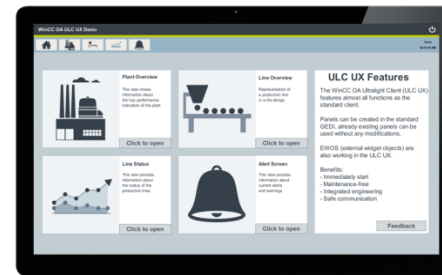 WinCC OA ULC UX Demo
Plant Overview
This view shows
information about
the key performance
indicators of the plant
Click to open
Line Overview
Representation of
a production line
in a tile design
Click to open
Line Status
This view provides
information about
the status of the
production lines
Click to open
Alert Screen
This view provides
information about
current alerts
and warnings
Click to open
ULC UX Features
The WinCC OA Ultralight Client (ULC UX)
features almost all functions as the
standard client.
Panels can be created in the standard
GEDI, already existing panels can be
used without any modifications.
EWOS (external widget objects) are
also working in the ULC UX.
Benefits:
- Immediately start
- Maintenance-free
- Integrated engineering
- Safe communication
Feedback